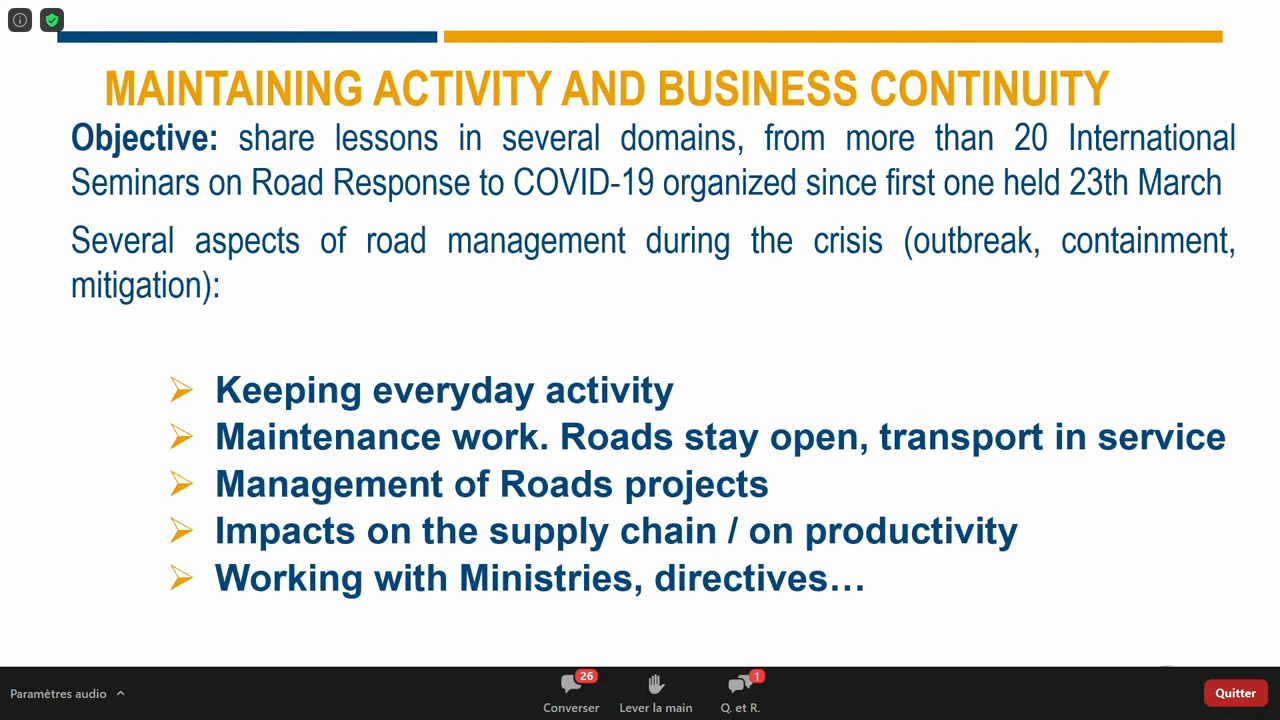 MAINTAINING ACTIVITY AND BUSINESS CONTINUITY
Objective: share lessons in several domains, from more than 20 International
Seminars on Road Response to COVID-19 organized since first one held 23th March
Several aspects of road management during the crisis (outbreak, containment,
mitigation):
Keeping everyday activity
Maintenance work. Roads stay open, transport in service
Management of Roads projects
Impacts on the supply chain / on productivity
Working with Ministries, directives…
Paramètres audio
26
Converser
Lever la main
1
Q. et R.
Quitter